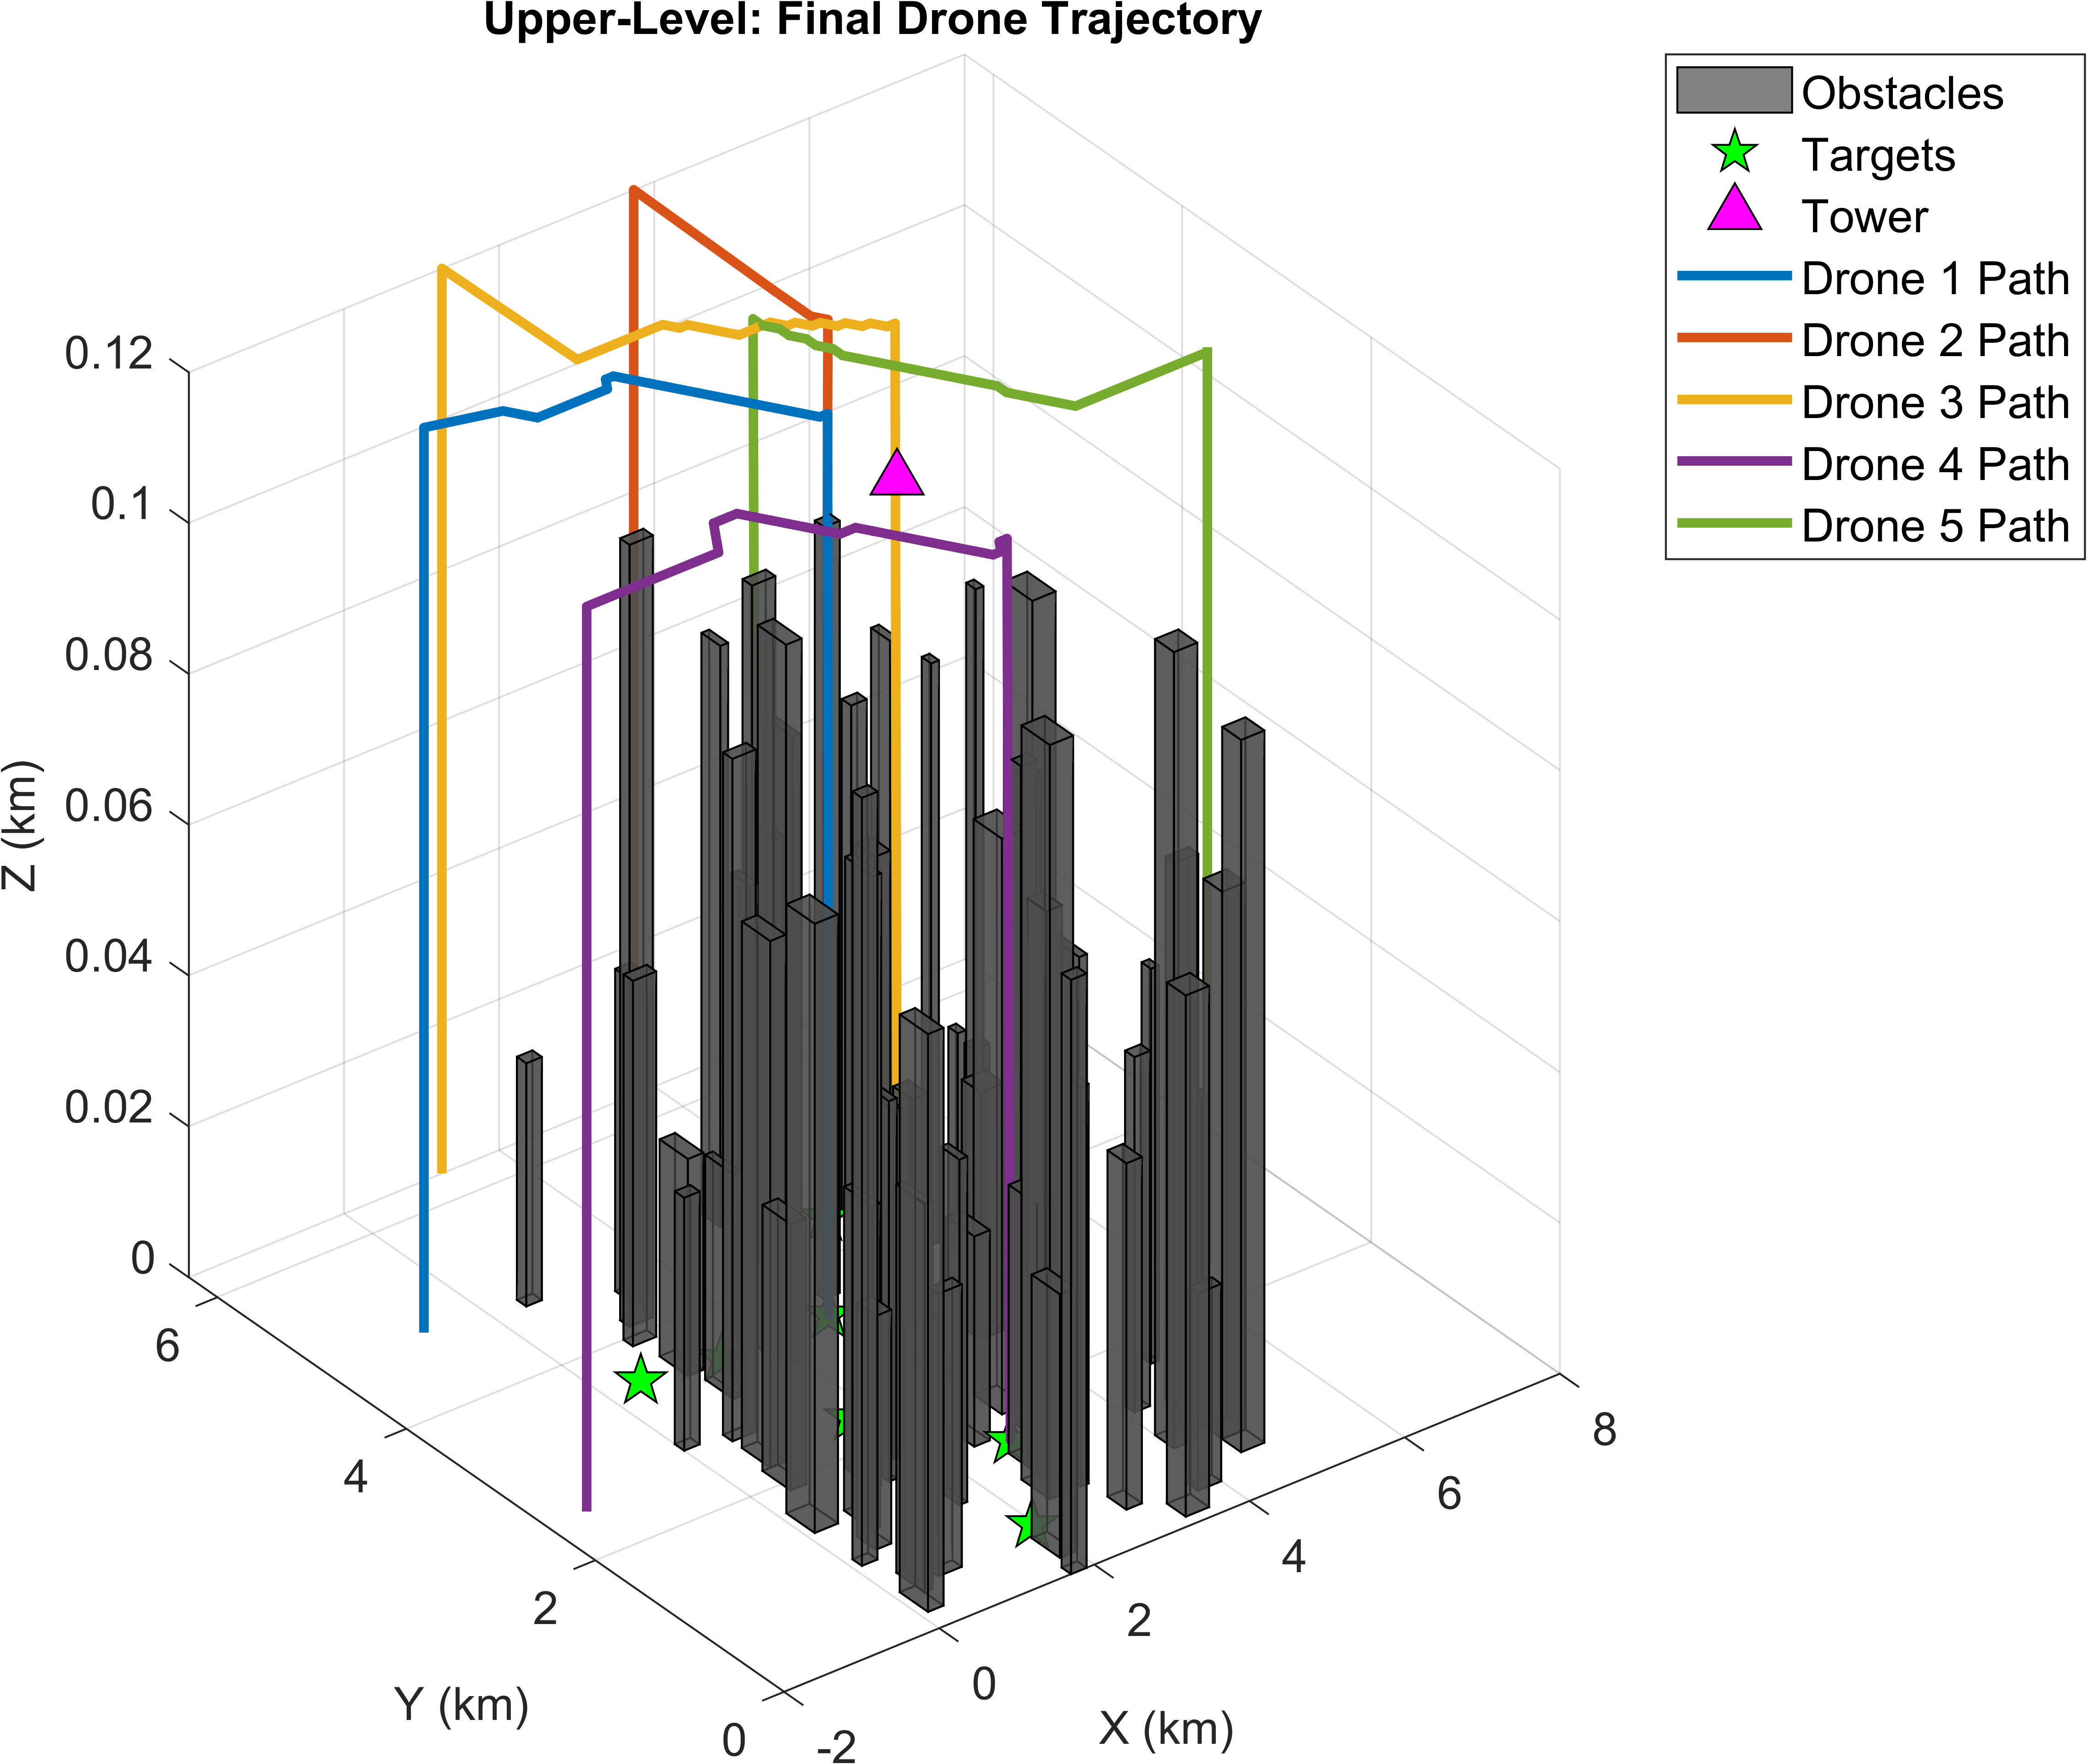 Upper-Level: Final Drone Trajectory
Obstacles
Targets
Tower
Drone 1 Path
Drone 2 Path
Drone 3 Path
Drone 4 Path
Drone 5 Path
0.12
0.1
0.08
0.06
0.04
0.02
0
Z (km)
6
4
2
0
Y (km)
-2
0
2
4
6
8
X (km)